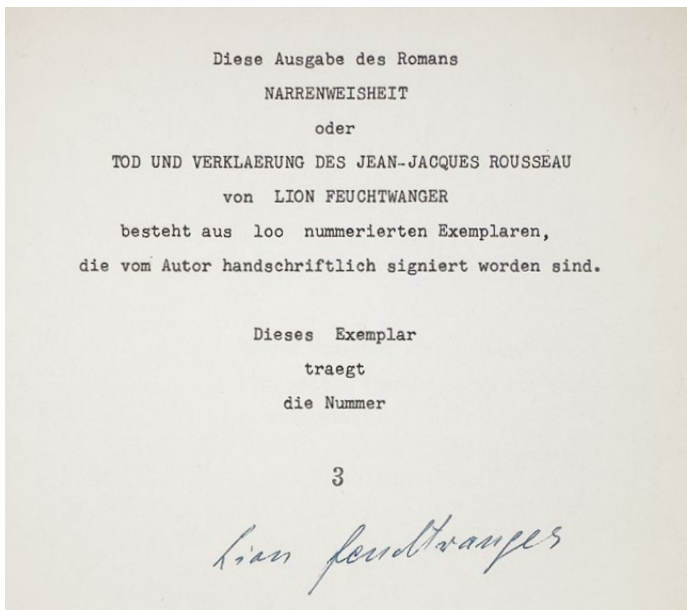 Diese Ausgabe des Romans
NARRENWEISHEIT
oder
TOD UND VERKLAERUNG DES JEAN-JACQUES ROUSSEAU
von LION FEUCHTWANGER
besteht aus loo nummerierten Exemplaren,
die vom Autor handschriftlich signiert worden sind.
Dieses Exemplar
traegt
die Nummer
3
Lion Feuchtwanger